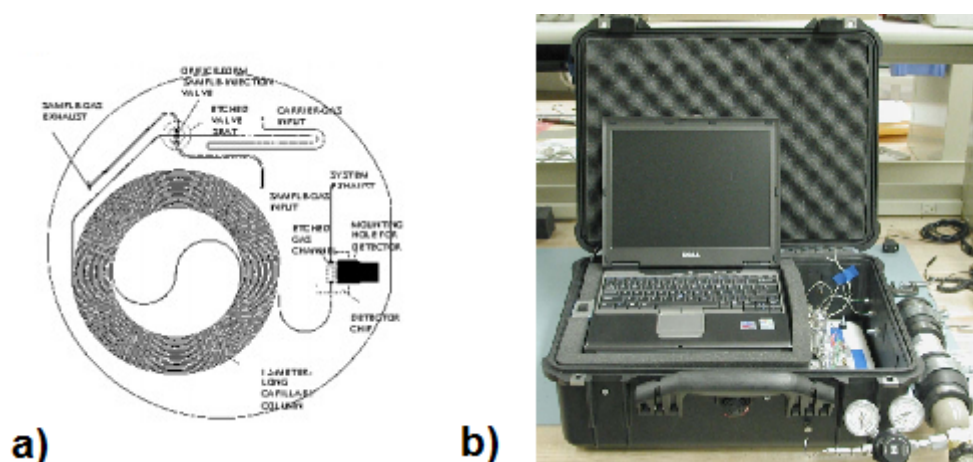 ORIFICE FORM
SAMPLE-INJECTION
VALVE
SAMPLE-GAS
EXHAUST
ETCHED
VALVE
SEAT
CARRIER-GAS
INPUT
SYSTEM
EXHAUST
SAMPLE-GAS
INPUT
ETCHED
GAS
CHANNEL
MOUNTING
HOLE FOR
DETECTOR
DETECTOR
CHIP
METER-
LONG
CAPILLARY
COLUMN
DELL
a)
b)